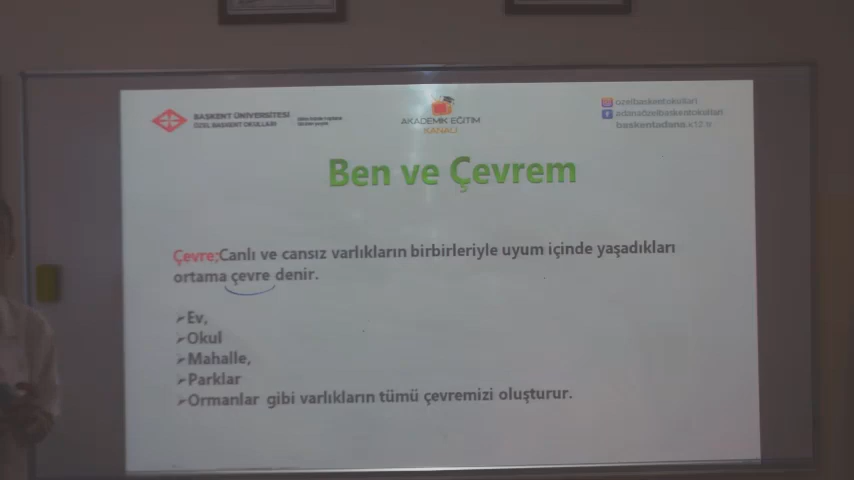 BAŞKENT ÜNİVERSİTESİ
ÖZEL BAŞKENT OKULLARI
AKADEMİK EĞİTİM
KANALI
ozelbaskentokullari
adanaozelbaskentokullari
baskentadana.k12.tr
Ben ve Çevrem
Çevre;Canlı ve cansız varlıkların birbirleriyle uyum içinde yaşadıkları
ortama çevre denir.
➢Ev,
➢Okul
➢Mahalle,
➢Parklar
➢Ormanlar gibi varlıkların tümü çevremizi oluşturur.